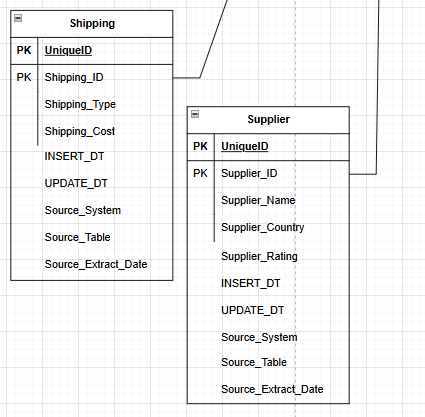 Shipping
PK UniqueID
PK Shipping_ID
Shipping_Type
Shipping_Cost
INSERT_DT
UPDATE_DT
Source_System
Source_Table
Source_Extract_Date
Supplier
PK UniqueID
PK Supplier_ID
Supplier_Name
Supplier_Country
Supplier_Rating
INSERT_DT
UPDATE_DT
Source_System
Source_Table
Source_Extract_Date